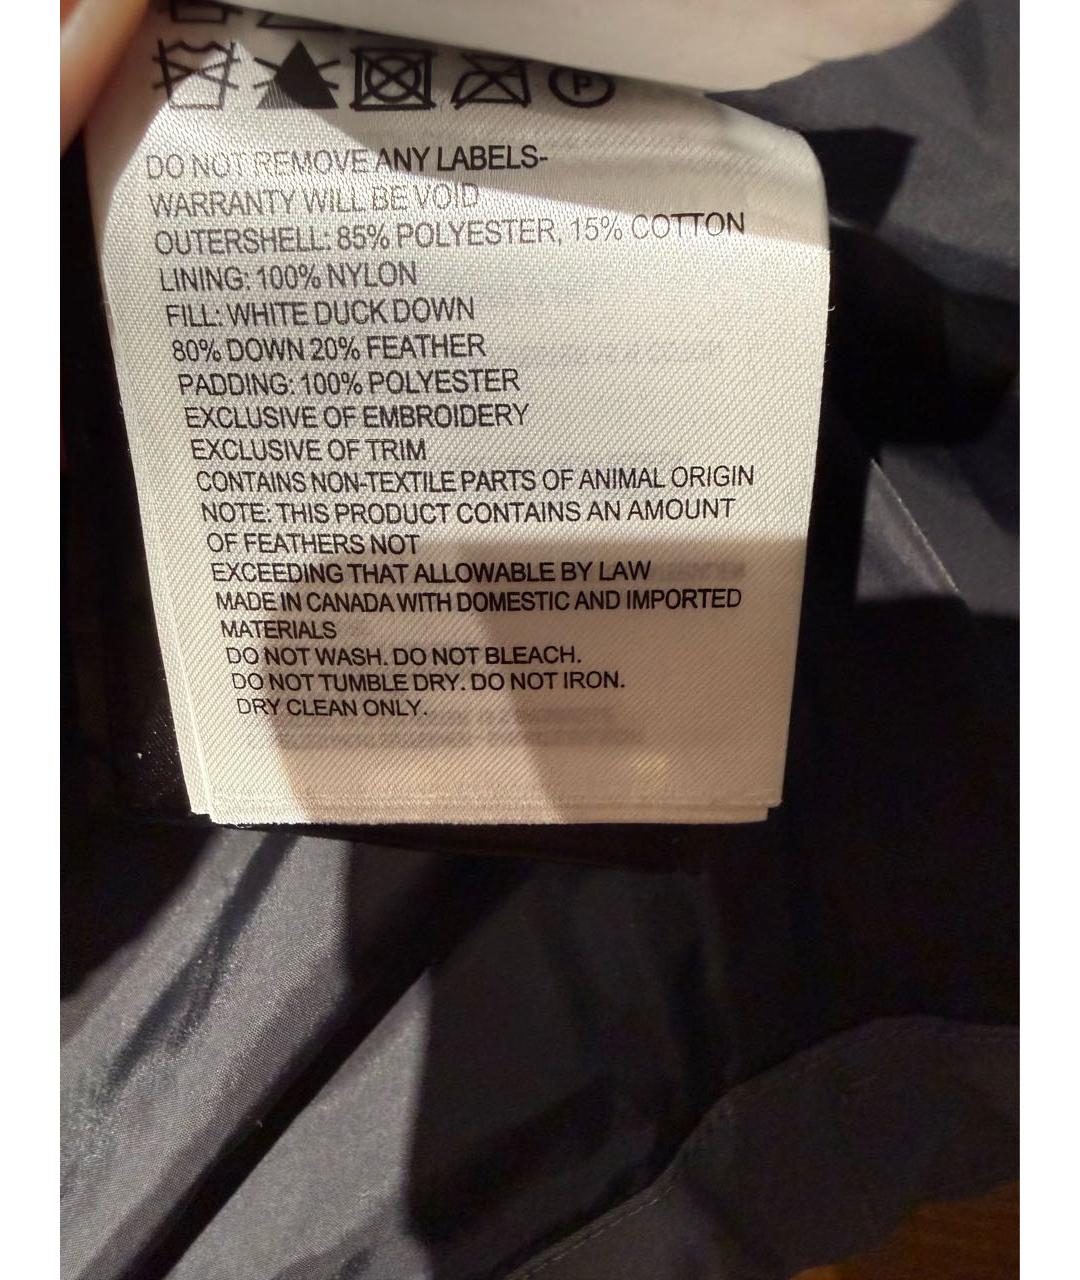 P
DO NOT REMOVE ANY LABELS-
WARRANTY WILL BE VOID
OUTERSHELL: 85% POLYESTER, 15% COTTON
LINING: 100% NYLON
FILL: WHITE DUCK DOWN
80% DOWN 20% FEATHER
PADDING: 100% POLYESTER
EXCLUSIVE OF EMBROIDERY
EXCLUSIVE OF TRIM
CONTAINS NON-TEXTILE PARTS OF ANIMAL ORIGIN
NOTE: THIS PRODUCT CONTAINS AN AMOUNT
OF FEATHERS NOT
EXCEEDING THAT ALLOWABLE BY LAW
MADE IN CANADA WITH DOMESTIC AND IMPORTED
MATERIALS
DO NOT WASH. DO NOT BLEACH.
DO NOT TUMBLE DRY. DO NOT IRON.
DRY CLEAN ONLY.